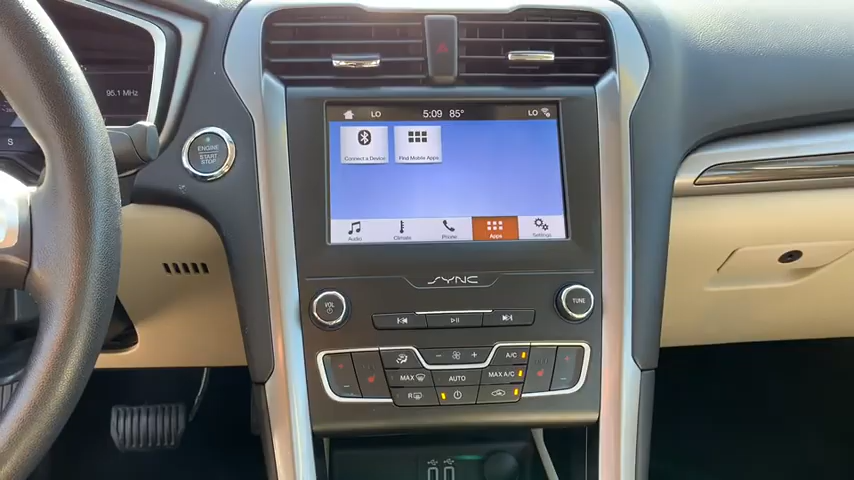 95.1 MHz
ENGINE
START
STOP
LO 5:09 85° LO
Connect a Device Find Mobile Apps
Audio Climate Phone Apps Settings
SYNC
VOL
TUNE
A/C
MAX AUTO MAX A/C
R